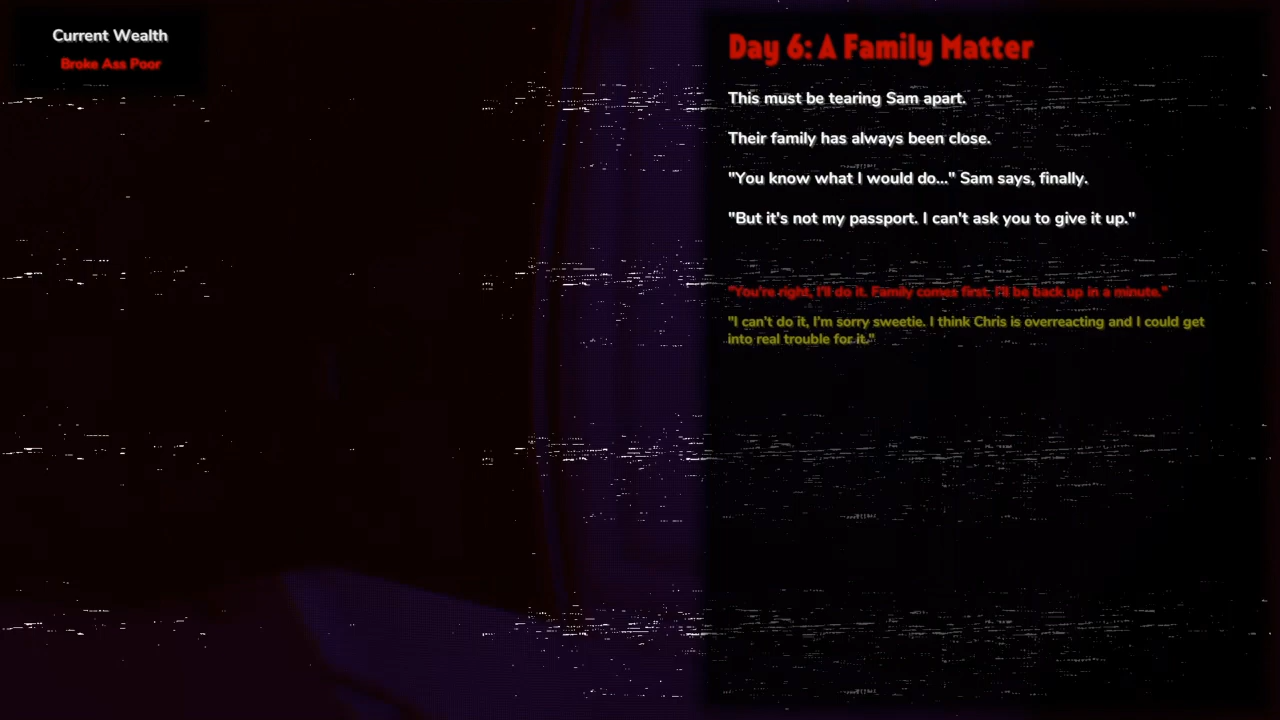 Current Wealth
Broke Ass Poor
Day 6: A Family Matter
This must be tearing Sam apart.
Their family has always been close.
"You know what I would do..." Sam says, finally.
"But it's not my passport. I can't ask you to give it up."
"You're right, I'll do it. Family comes first. I'll be back up in a minute."
"I can't do it, I'm sorry sweetie. I think Chris is overreacting and I could get
into real trouble for it."